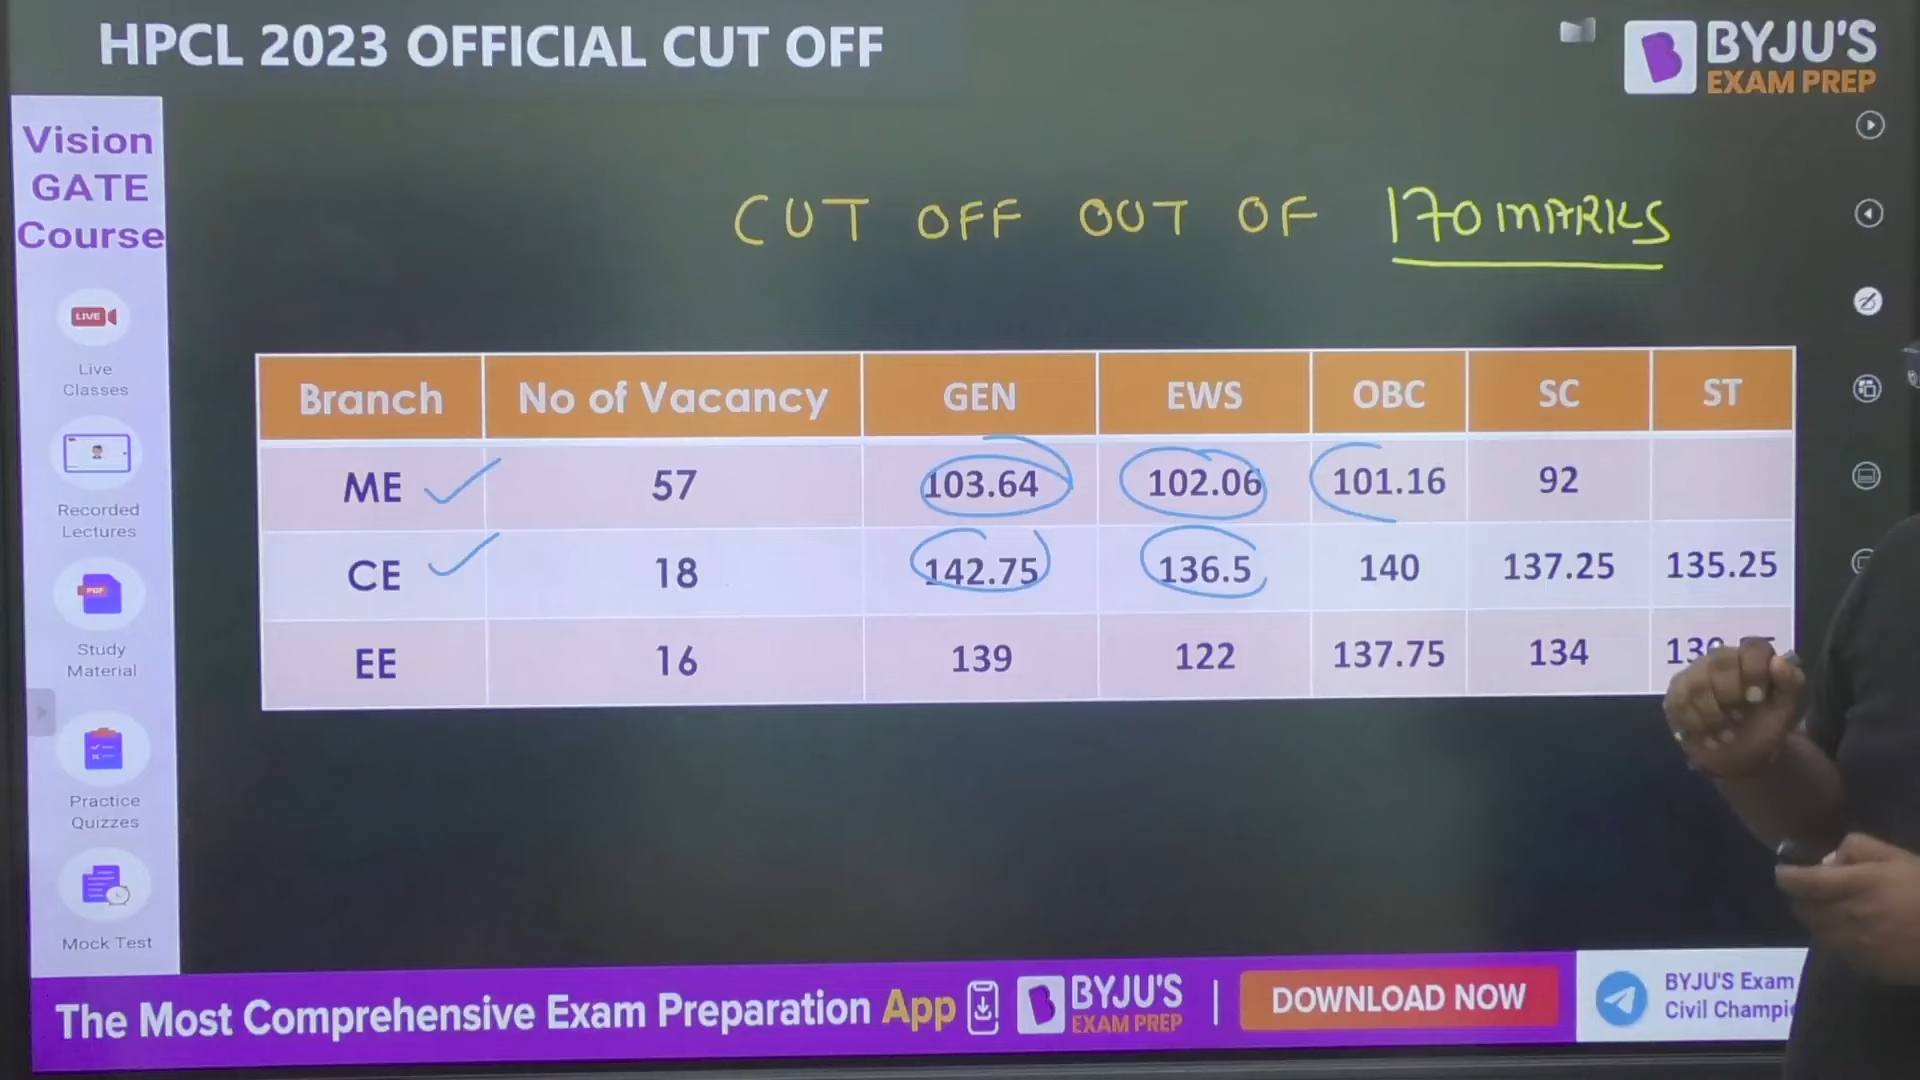 HPCL 2023 OFFICIAL CUT OFF
BYJU'S
EXAM PREP
Vision
GATE
Course
CUT OFF OUT OF 170 MARKS
LIVE
Live
Classes
Recorded
Lectures
PDF
Study
Material
Practice
Quizzes
Mock Test
Branch No of Vacancy GEN EWS OBC SC ST
ME 57 103.64 102.06 101.16 92
CE 18 142.75 136.5 140 137.25 135.25
EE 16 139 122 137.75 134
The Most Comprehensive Exam Preparation App
BYJU'S
EXAM PREP
DOWNLOAD NOW
BYJU'S Exam
Civil